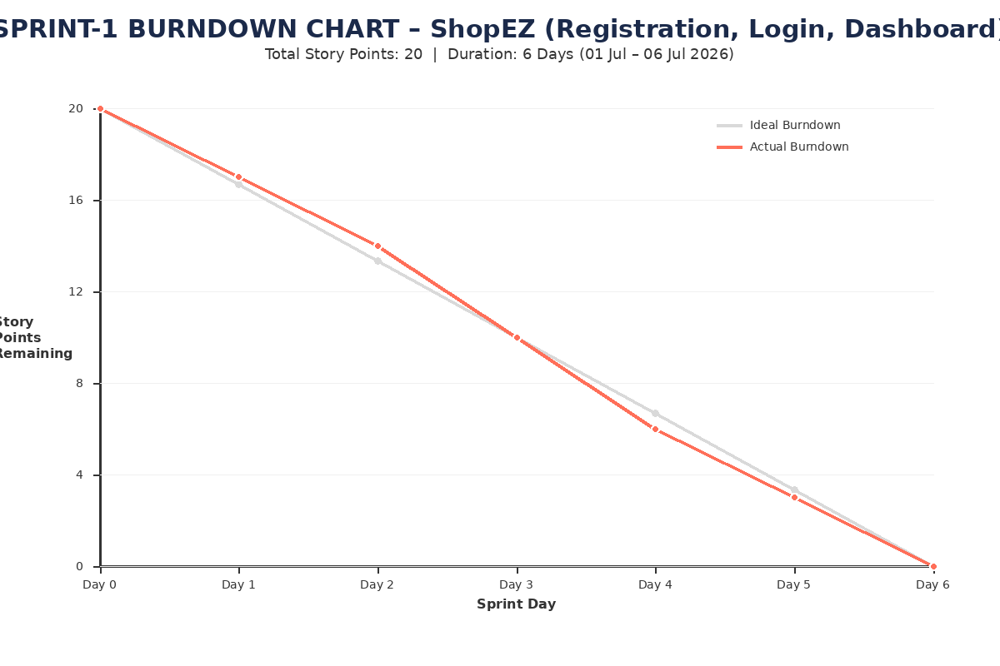 SPRINT-1 BURNDOWN CHART – ShopEZ (Registration, Login, Dashboard)
Total Story Points: 20 | Duration: 6 Days (01 Jul – 06 Jul 2026)
20
Ideal Burndown
Actual Burndown
16
12
Story
Points
Remaining
8
4
0
Day 0 Day 1 Day 2 Day 3 Day 4 Day 5 Day 6
Sprint Day